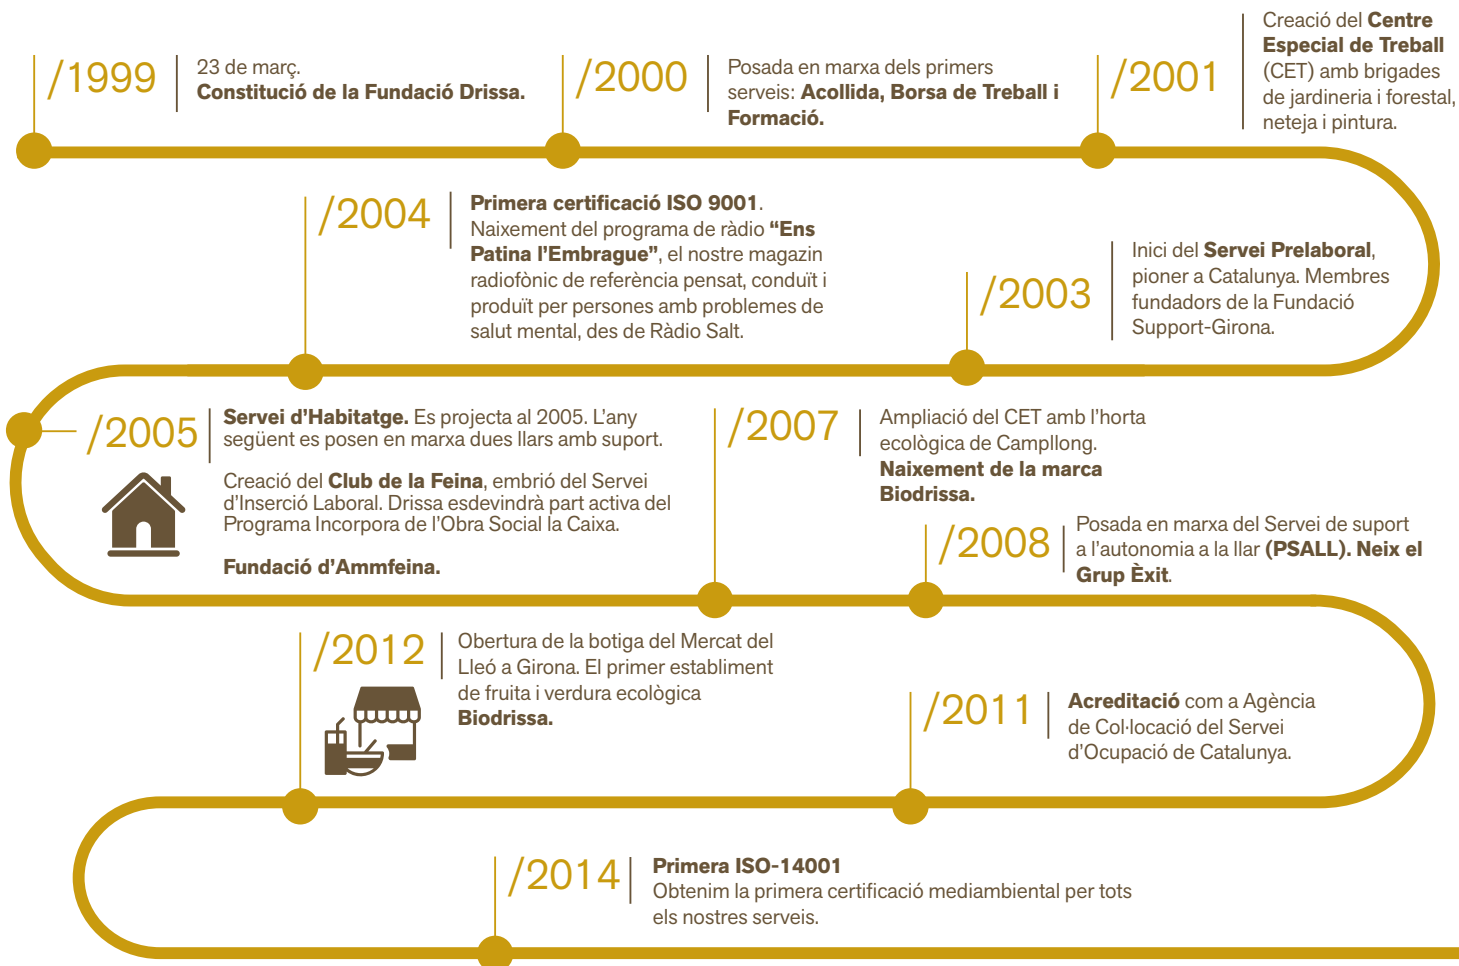 /1999
23 de març.
Constitució de la Fundació Drissa.
/2000
Posada en marxa dels primers
serveis: Acollida, Borsa de Treball i
Formació.
/2001
Creació del Centre
Especial de Treball
(CET) amb brigades
de jardineria i forestal,
neteja i pintura.
/2003
Inici del Servei Prelaboral,
pioner a Catalunya. Membres
fundadors de la Fundació
Support-Girona.
/2004
Primera certificació ISO 9001.
Naixement del programa de ràdio “Ens
Patina l’Embrague”, el nostre magazin
radiofònic de referència pensat, conduït i
produït per persones amb problemes de
salut mental, des de Ràdio Salt.
/2005
Servei d’Habitatge. Es projecta al 2005. L’any
següent es posen en marxa dues llars amb suport.
Creació del Club de la Feina, embrió del Servei
d’Inserció Laboral. Drissa esdevindrà part activa del
Programa Incorpora de l’Obra Social la Caixa.
Fundació d’Ammfeina.
/2007
Ampliació del CET amb l’horta
ecològica de Campllong.
Naixement de la marca
Biodrissa.
/2008
Posada en marxa del Servei de suport
a l’autonomia a la llar (PSALL). Neix el
Grup Èxit.
/2011
Acreditació com a Agència
de Col·locació del Servei
d’Ocupació de Catalunya.
/2012
Obertura de la botiga del Mercat del
Lleó a Girona. El primer establiment
de fruita i verdura ecològica
Biodrissa.
/2014
Primera ISO-14001
Obtenim la primera certificació mediambiental per tots
els nostres serveis.